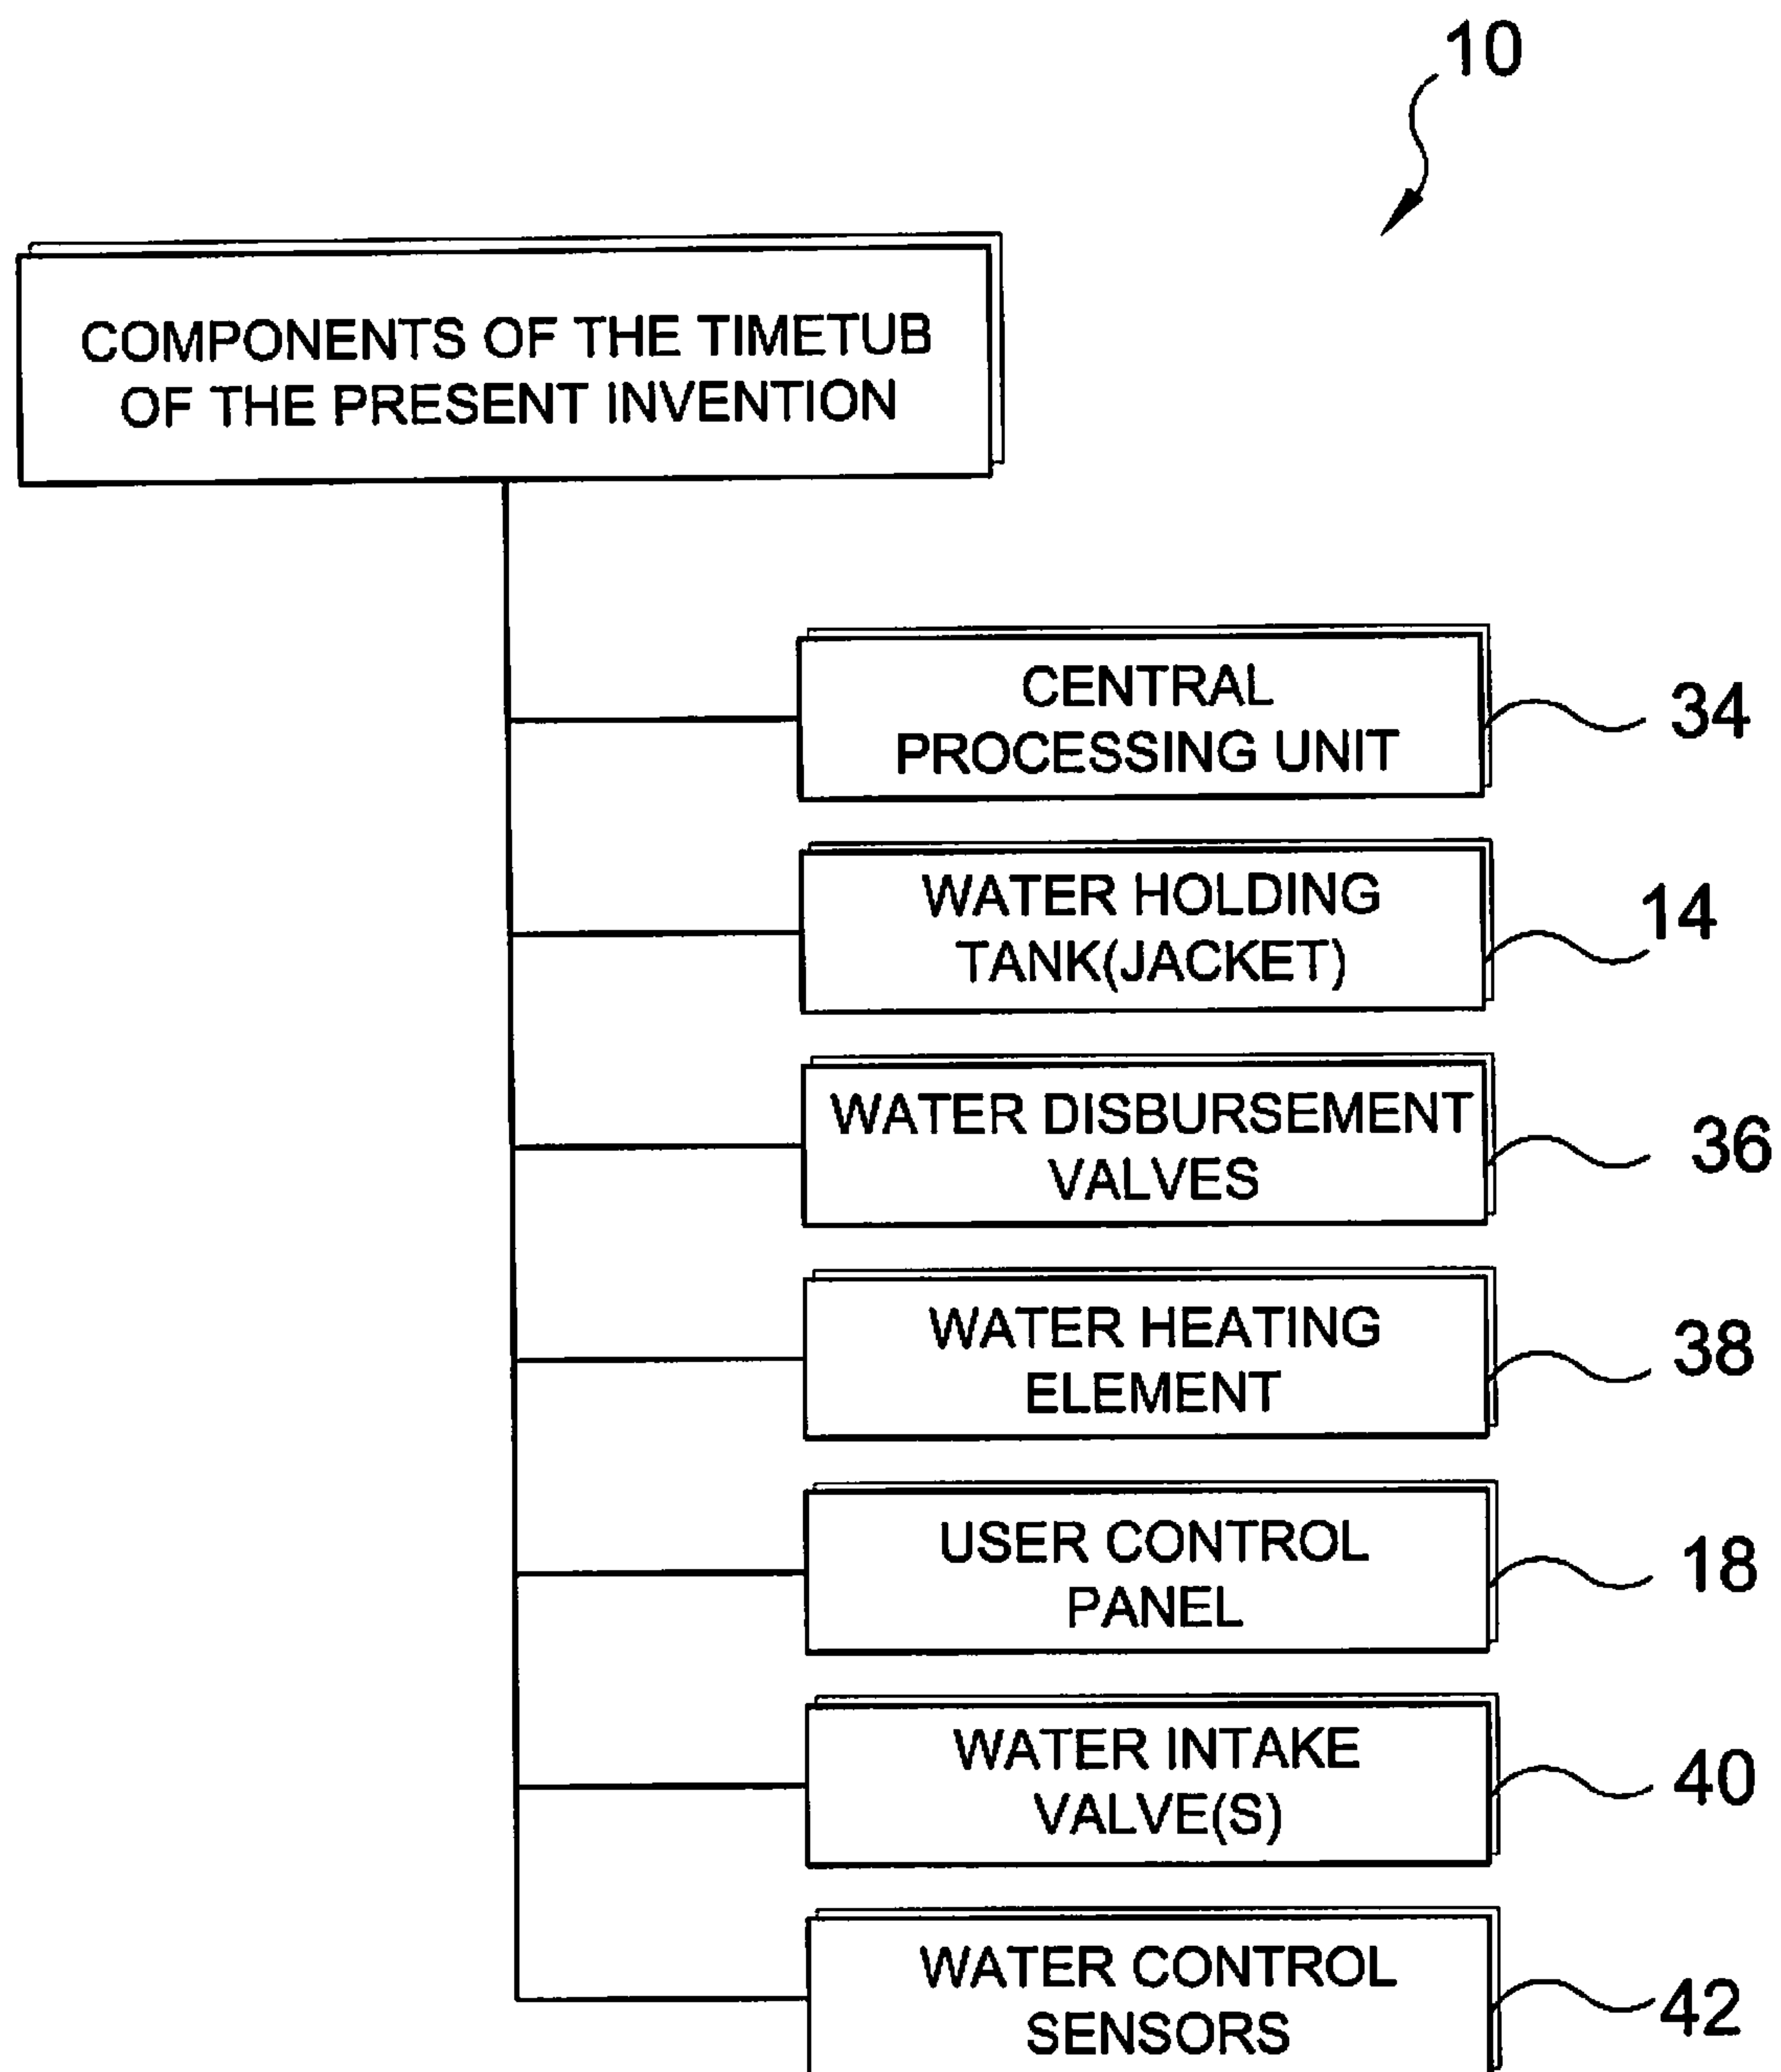 10
COMPONENTS OF THE TIMETUB
OF THE PRESENT INVENTION
CENTRAL
PROCESSING UNIT
34
WATER HOLDING
TANK(JACKET)
14
WATER DISBURSEMENT
VALVES
36
WATER HEATING
ELEMENT
38
USER CONTROL
PANEL
18
WATER INTAKE
VALVE(S)
40
WATER CONTROL
SENSORS
42